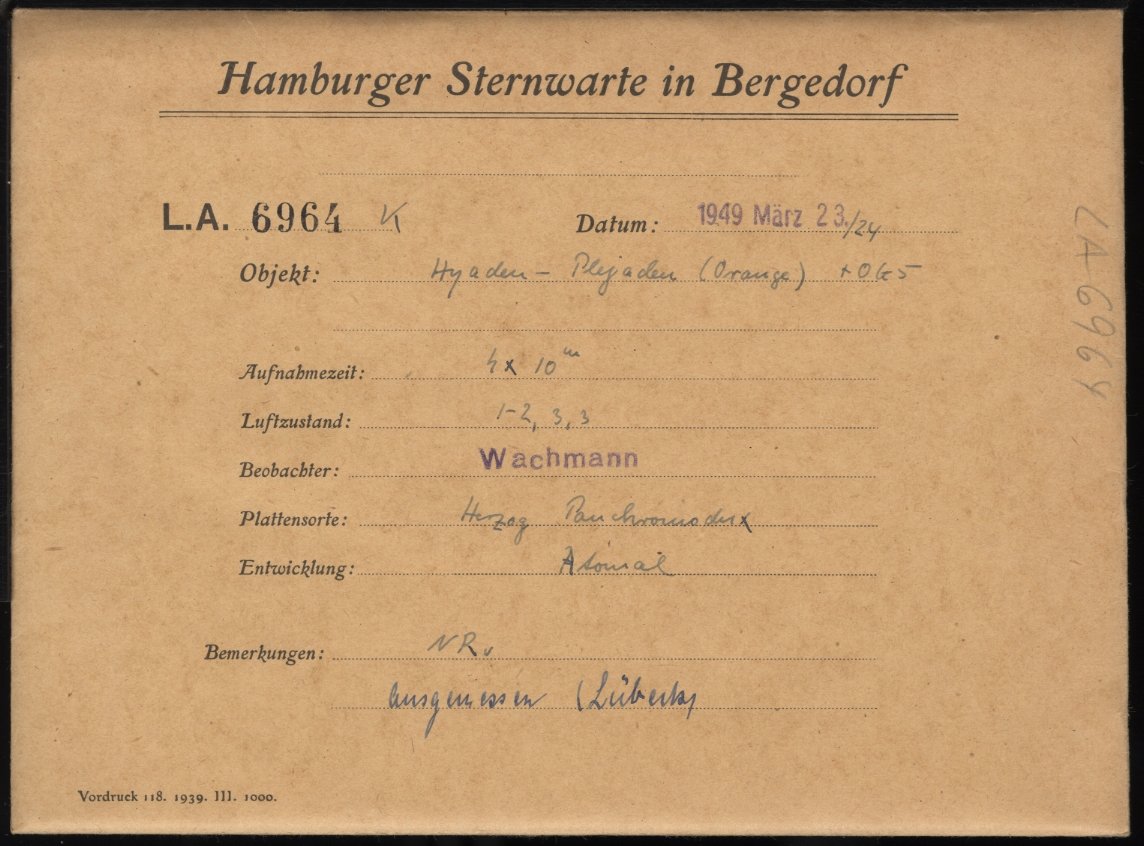 Hamburger Sternwarte in Bergedorf
L.A. 6964 K
Datum: 1949 März 23./24
Objekt: Hyaden - Plejaden (Orange) + OG5
Aufnahmezeit: 4 x 10 m
Luftzustand: 1-2, 3, 3
Beobachter: Wachmann
Plattensorte: Herzog
Entwicklung: Atomal
Bemerkungen: NR.
Ausgemessen (Lübeck)
Vordruck 118. 1939. III. 1000.
LA 6964